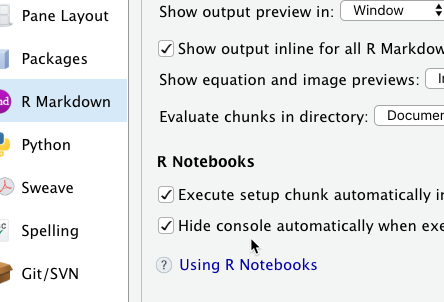 Pane Layout
Packages
R Markdown
Python
Sweave
Spelling
Git/SVN
Show output preview in: Window
Show output inline for all R Markdow
Show equation and image previews: In
Evaluate chunks in directory: Documen
R Notebooks
Execute setup chunk automatically in
Hide console automatically when exe
? Using R Notebooks